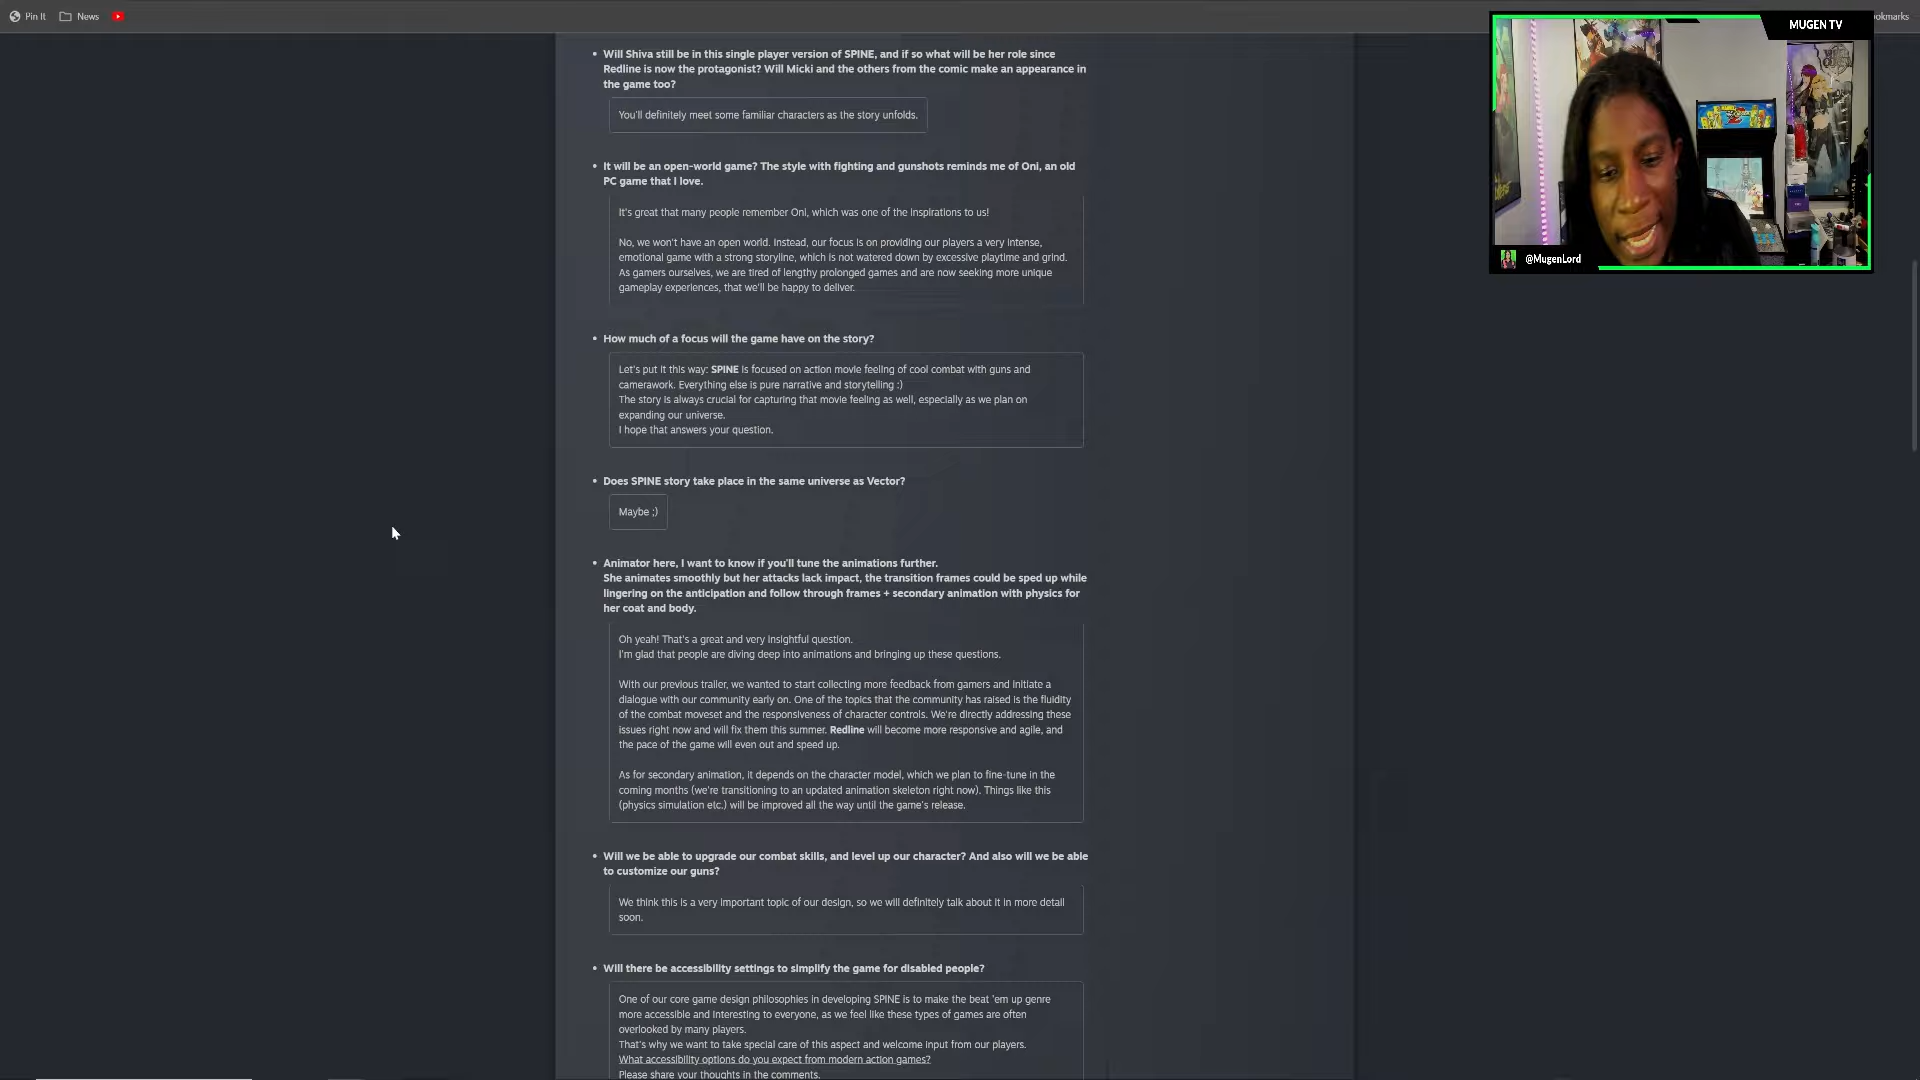 Pin It
News
okmarks
MUGEN TV
@MugenLord
• Will Shiva still be in this single player version of SPINE, and if so what will be her role since
Redline is now the protagonist? Will Micki and the others from the comic make an appearance in
the game too?
You'll definitely meet some familiar characters as the story unfolds.
• It will be an open-world game? The style with fighting and gunshots reminds me of Oni, an old
PC game that I love.
It's great that many people remember Oni, which was one of the inspirations to us!
No, we won't have an open world. Instead, our focus is on providing our players a very intense,
emotional game with a strong storyline, which is not watered down by excessive playtime and grind.
As gamers ourselves, we are tired of lengthy prolonged games and are now seeking more unique
gameplay experiences, that we'll be happy to deliver.
• How much of a focus will the game have on the story?
Let's put it this way: SPINE is focused on action movie feeling of cool combat with guns and
camerawork. Everything else is pure narrative and storytelling :)
The story is always crucial for capturing that movie feeling as well, especially as we plan on
expanding our universe.
I hope that answers your question.
• Does SPINE story take place in the same universe as Vector?
Maybe ;)
• Animator here, I want to know if you'll tune the animations further.
She animates smoothly but her attacks lack impact, the transition frames could be sped up while
lingering on the anticipation and follow through frames + secondary animation with physics for
her coat and body.
Oh yeah! That's a great and very insightful question.
I'm glad that people are diving deep into animations and bringing up these questions.
With our previous trailer, we wanted to start collecting more feedback from gamers and initiate a
dialogue with our community early on. One of the topics that the community has raised is the fluidity
of the combat moveset and the responsiveness of character controls. We're directly addressing these
issues right now and will fix them this summer. Redline will become more responsive and agile, and
the pace of the game will even out and speed up.
As for secondary animation, it depends on the character model, which we plan to fine-tune in the
coming months (we're transitioning to an updated animation skeleton right now). Things like this
(physics simulation etc.) will be improved all the way until the game's release.
• Will we be able to upgrade our combat skills, and level up our character? And also will we be able
to customize our guns?
We think this is a very important topic of our design, so we will definitely talk about it in more detail
soon.
• Will there be accessibility settings to simplify the game for disabled people?
One of our core game design philosophies in developing SPINE is to make the beat 'em up genre
more accessible and interesting to everyone, as we feel like these types of games are often
overlooked by many players.
That's why we want to take special care of this aspect and welcome input from our players.
What accessibility options do you expect from modern action games?
Please share your thoughts in the comments.